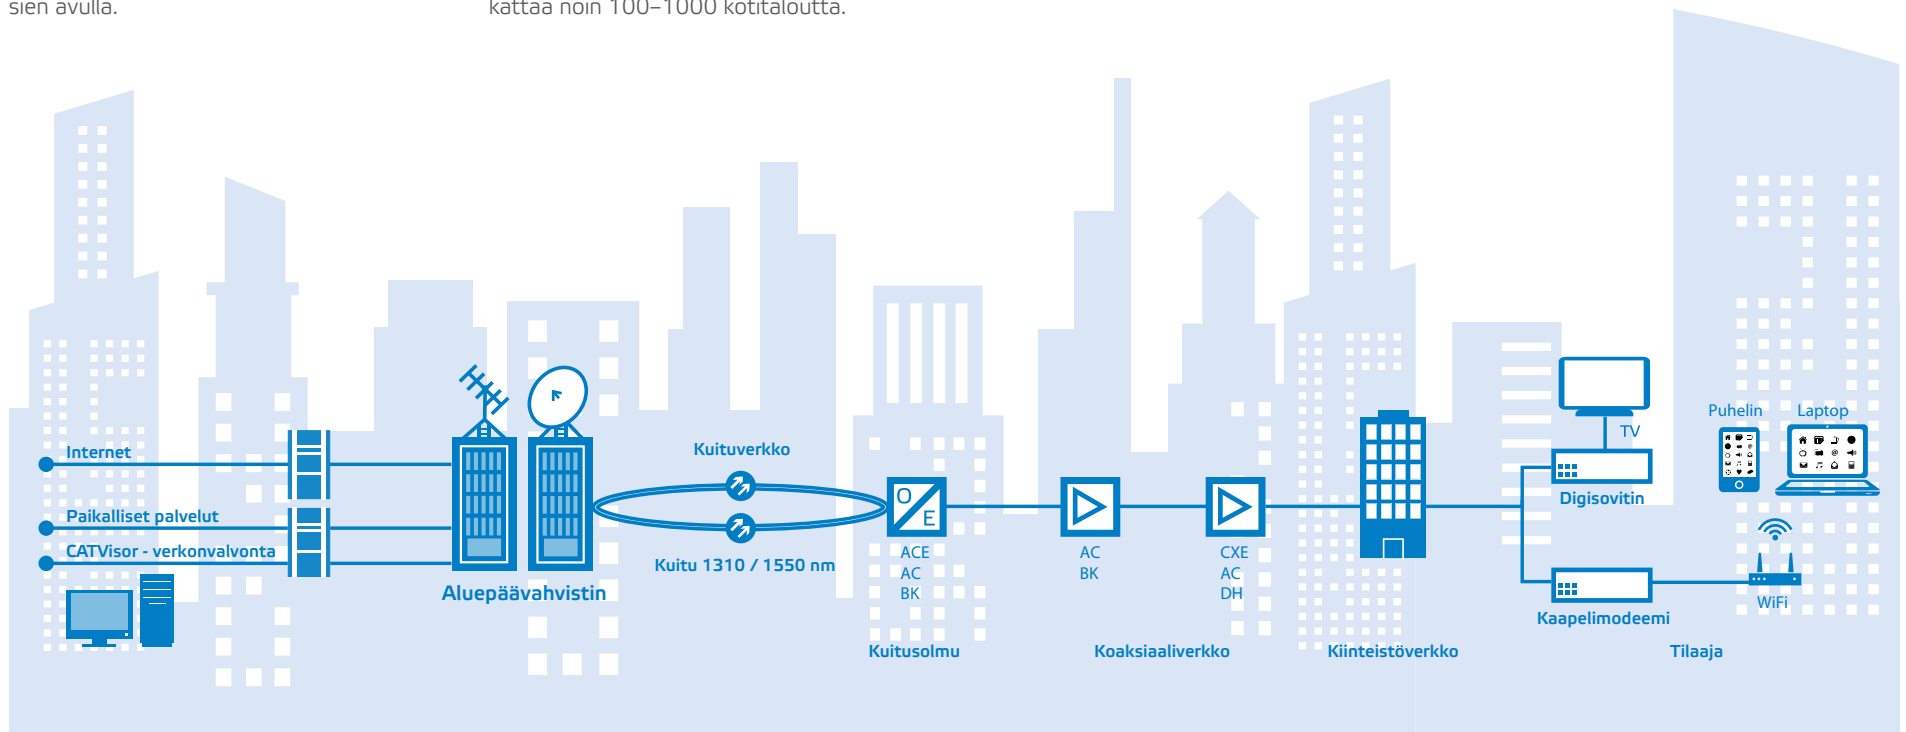 sien avulla.
kattaa noin 100–1000 kotitaloutta.
Internet
Paikalliset palvelut
CATVisor - verkonvalvonta
Aluepäävahvistin
Kuituverkko
Kuitu 1310 / 1550 nm
O
E
ACE
AC
BK
Kuitusolmu
AC
BK
CXE
AC
DH
Koaksiaaliverkko
Kiinteistöverkko
TV
Digisovitin
Kaapelimodeemi
Puhelin
Laptop
WiFi
Tilaaja